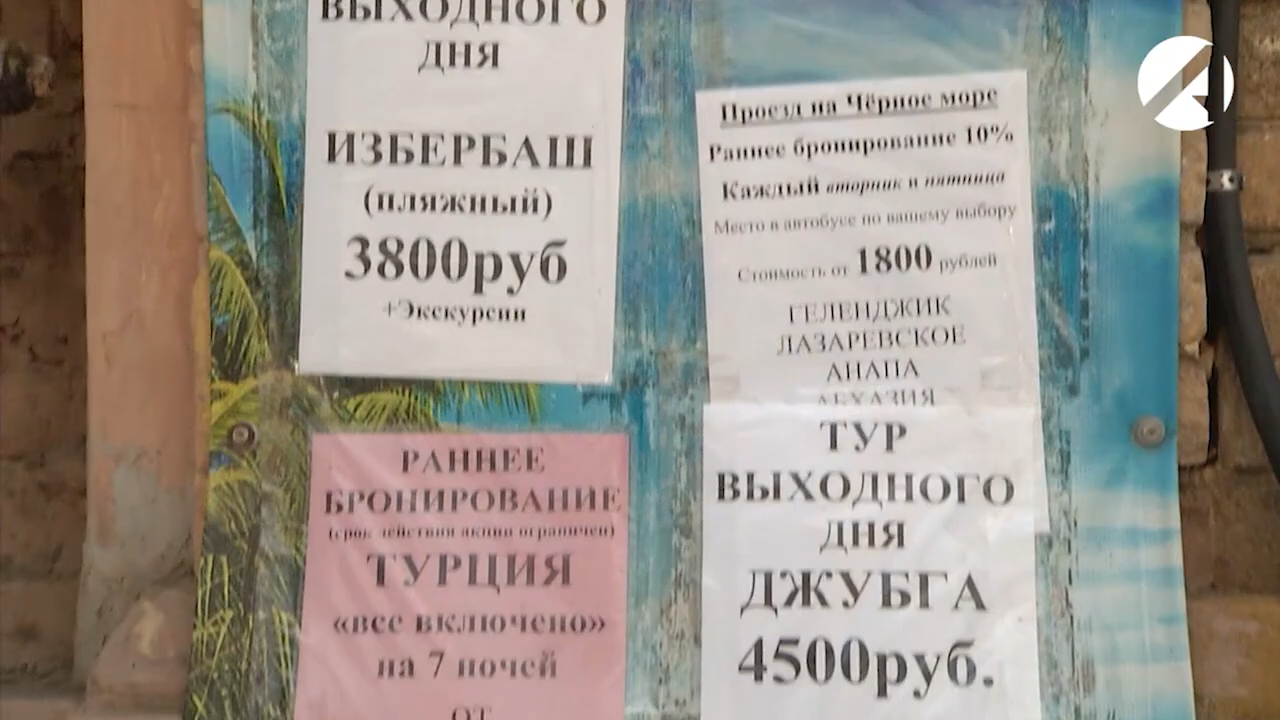 ВЫХОДНОГО
ДНЯ
ИЗБЕРБАШ
(пляжный)
3800руб
+Экскурсии
РАННЕЕ
БРОНИРОВАНИЕ
(срок действия акции ограничен)
ТУРЦИЯ
«все включено»
на 7 ночей
от
Проезд на Чёрное море
Раннее бронирование 10%
Каждый вторник и пятница
Место в автобусе по вашему выбору
Стоимость от 1800 рублей
ГЕЛЕНДЖИК
ЛАЗАРЕВСКОЕ
АНАПА
АБХАЗИЯ
ТУР
ВЫХОДНОГО
ДНЯ
ДЖУБГА
4500руб.